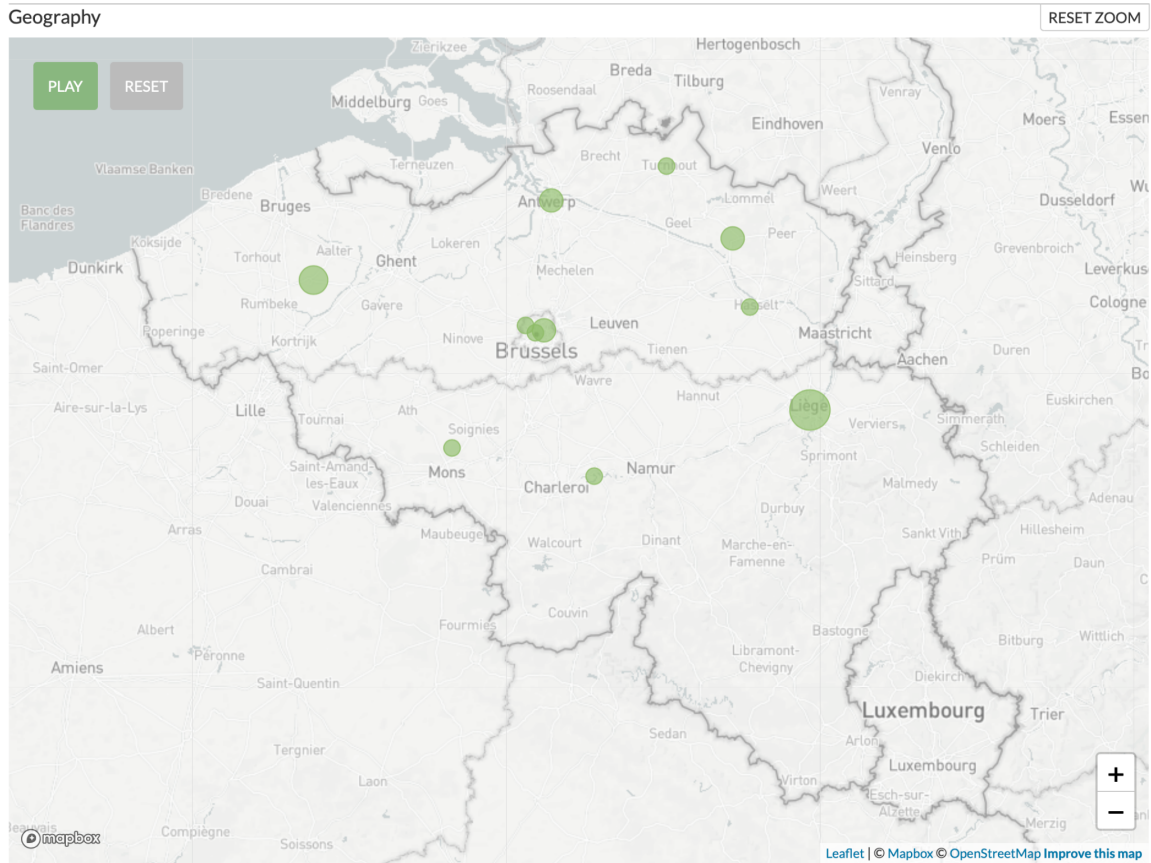 Geography
RESET ZOOM
PLAY
RESET
Zierikzee
Hertogenbosch
Breda
Tilburg
Roosendaal
Venray
Middelburg
Goes
Moers
Essen
Eindhoven
Venlo
Brecht
Turnhout
Terneuzen
Vlaamse Banken
Weert
Bredene
Bruges
Antwerp
Lommel
Dusseldorf
Banc des
Flandres
Geel
Peer
Koksijde
Lokeren
Grevenbroich
Torhout
Aalter
Ghent
Heinsberg
Dunkirk
Mechelen
Leverkus
Sittard
Rumbeke
Gavere
Hasselt
Cologne
Poperinge
Leuven
Maastricht
Kortrijk
Ninove
Brussels
Tienen
Duren
Aachen
Saint-Omer
Wavre
Hannut
Euskirchen
Aire-sur-la-Lys
Lille
Ath
Liège
Tournai
Simmerath
Verviers
Soignies
Schleiden
Saint-Amand-
les-Eaux
Mons
Namur
Sprimont
Charleroi
Malmedy
Adenau
Douai
Valenciennes
Durbuy
Arras
Maubeuge
Sankt Vith
Hillesheim
Walcourt
Dinant
Marche-en-
Famenne
Prüm
Daun
Cambrai
Couvin
Fourmies
Albert
Bastogne
Bitburg
Wittlich
Péronne
Libramont-
Chevigny
Amiens
Diekirch
Saint-Quentin
Luxembourg
Trier
Sedan
Arlon
Tergnier
Luxembourg
Laon
Virton
Esch-sur-
Alzette
Merzig
Compiègne
Soissons
mapbox
+
−
Leaflet | © Mapbox © OpenStreetMap Improve this map